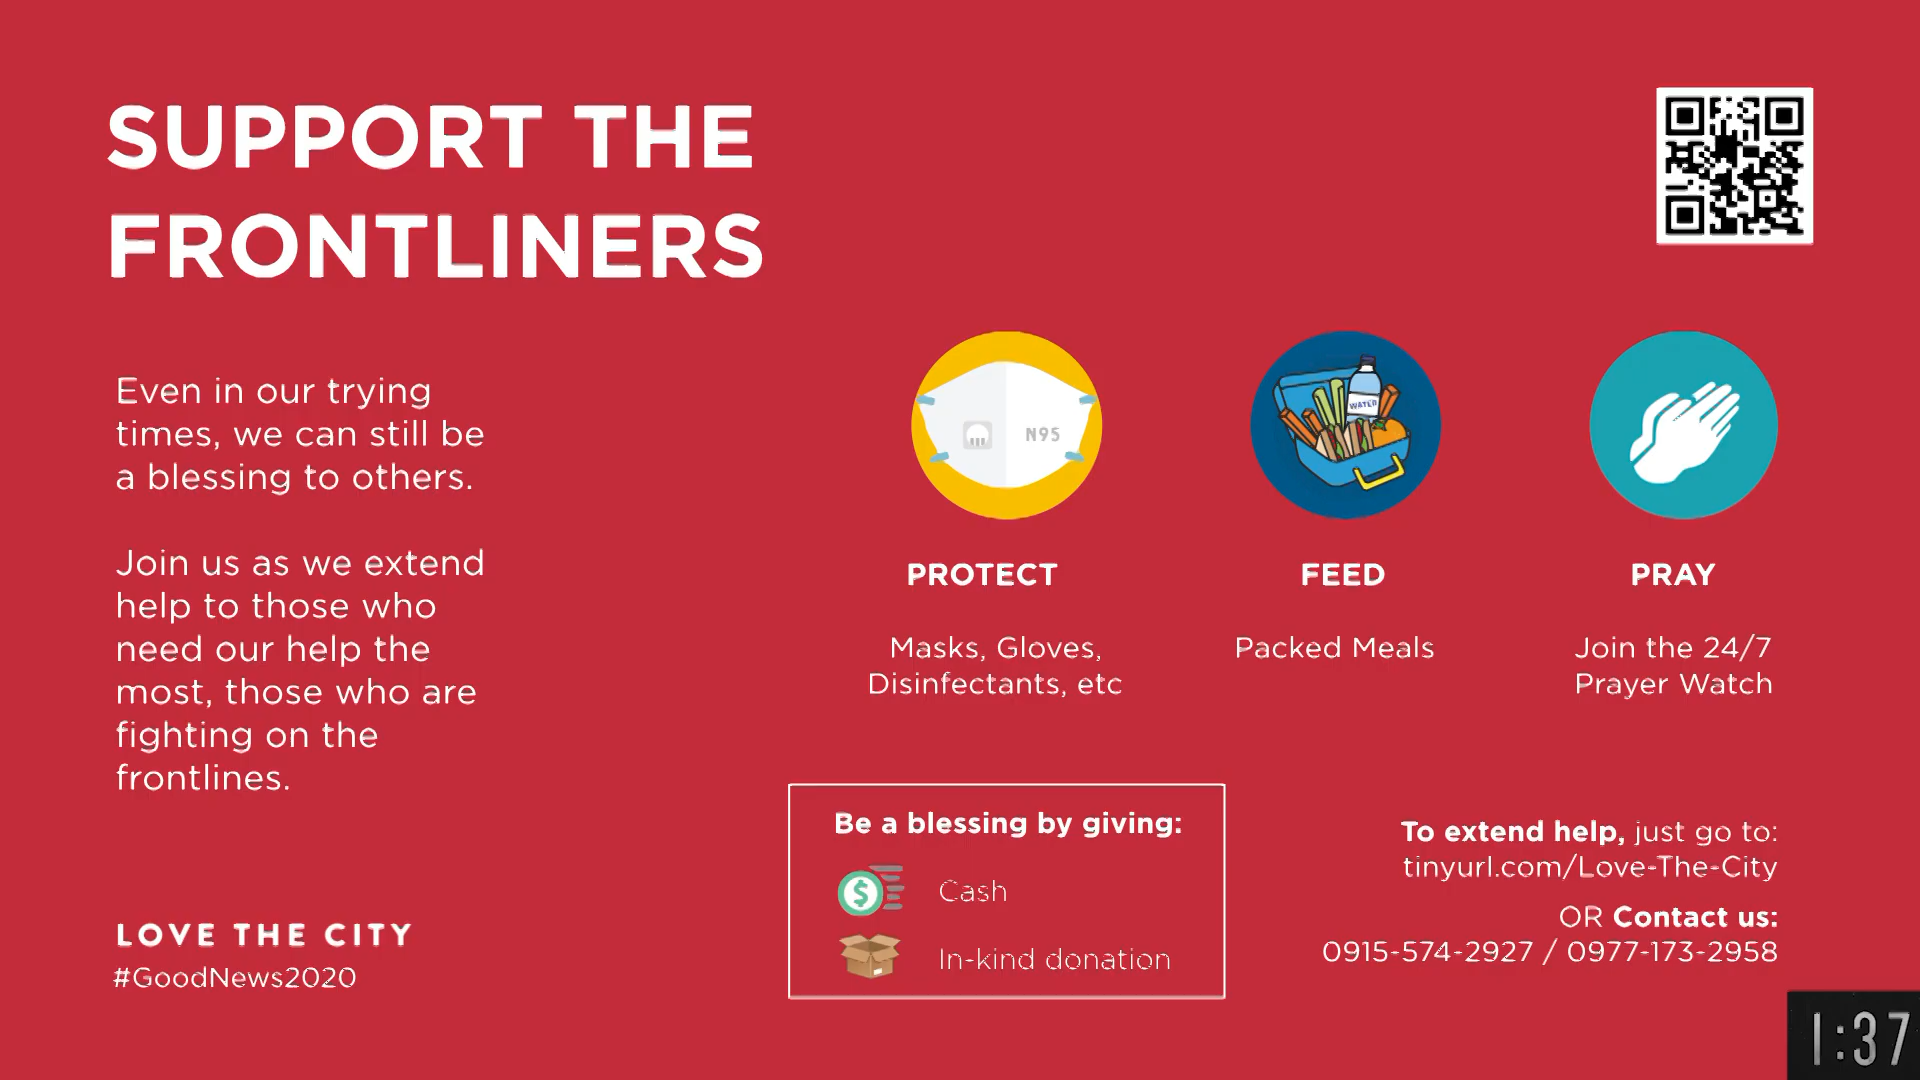 SUPPORT THE
FRONTLINERS
Even in our trying
times, we can still be
a blessing to others.
Join us as we extend
help to those who
need our help the
most, those who are
fighting on the
frontlines.
LOVE THE CITY
#GoodNews2020
N95
WATER
PROTECT
Masks, Gloves,
Disinfectants, etc
FEED
Packed Meals
PRAY
Join the 24/7
Prayer Watch
Be a blessing by giving:
$
Cash
In-kind donation
To extend help, just go to:
tinyurl.com/Love-The-City
OR Contact us:
0915-574-2927 / 0977-173-2958
1:37